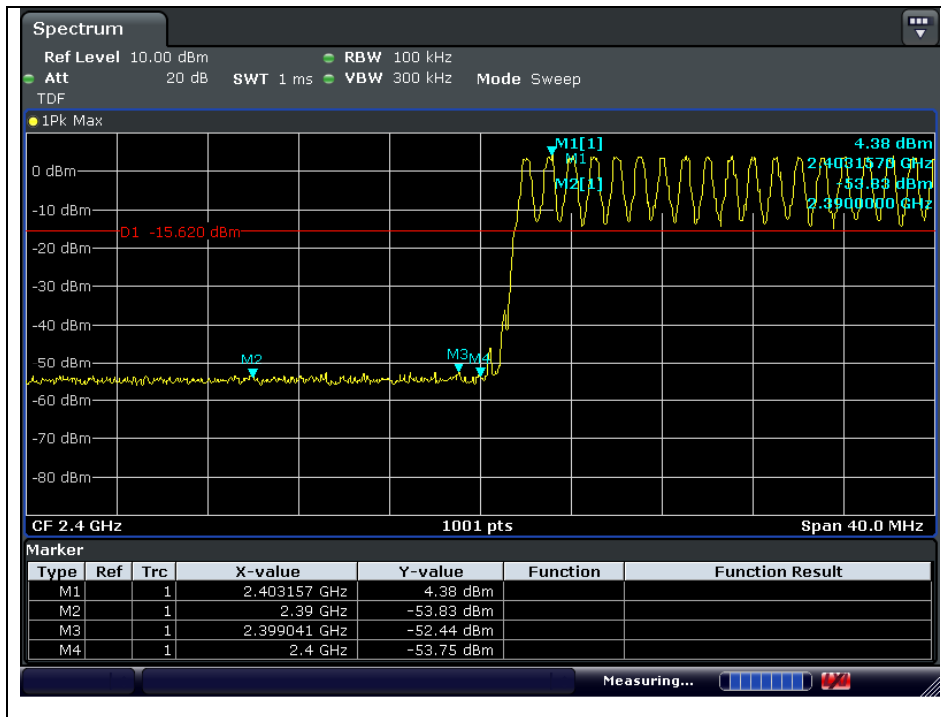 Spectrum
Ref Level 10.00 dBm RBW 100 kHz
Att 20 dB SWT 1 ms VBW 300 kHz Mode Sweep
TDF
1Pk Max
M1[1] 4.38 dBm
M1 2.4031570 GHz
M2[1] -53.83 dBm
2.3900000 GHz
0 dBm
-10 dBm
D1 -15.620 dBm
-20 dBm
-30 dBm
-40 dBm
-50 dBm
M2 M3 M4
-60 dBm
-70 dBm
-80 dBm
CF 2.4 GHz 1001 pts Span 40.0 MHz
Marker
Type Ref Trc X-value Y-value Function Function Result
M1 1 2.403157 GHz 4.38 dBm
M2 1 2.39 GHz -53.83 dBm
M3 1 2.399041 GHz -52.44 dBm
M4 1 2.4 GHz -53.75 dBm
Measuring...